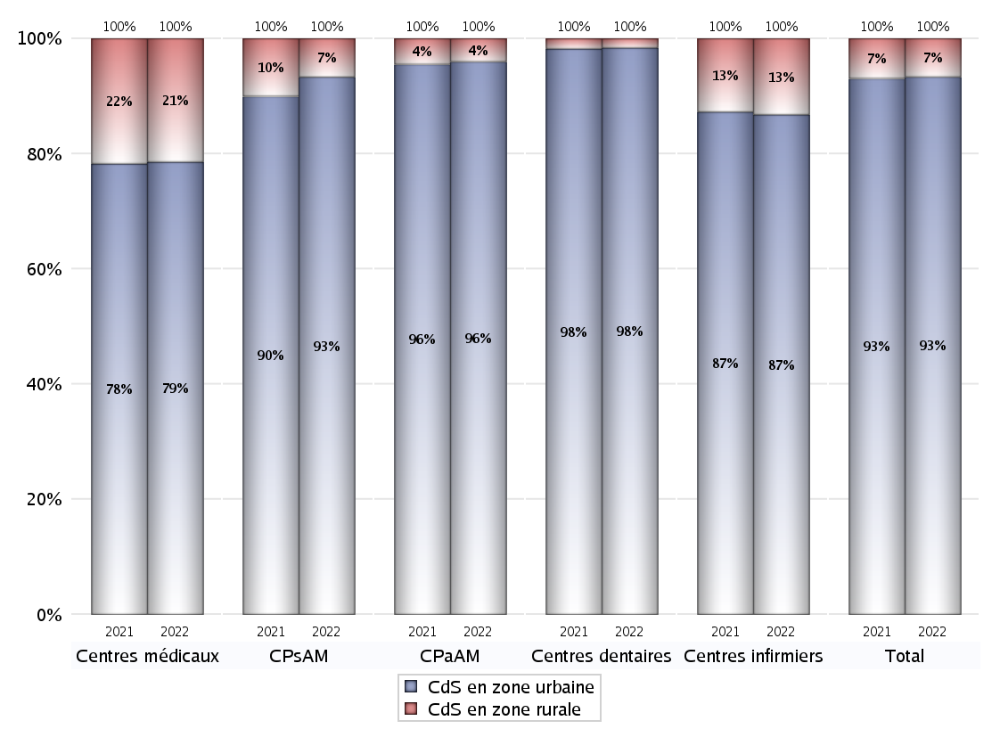 100% 100% 100% 100% 100% 100% 100% 100% 100% 100% 100% 100%
100%
22% 21% 10% 7% 4% 4% 13% 13% 7% 7%
80%
60%
78% 79% 90% 93% 96% 96% 98% 98% 87% 87% 93% 93%
40%
20%
0%
2021 2022 2021 2022 2021 2022 2021 2022 2021 2022 2021 2022
Centres médicaux CPsAM CPaAM Centres dentaires Centres infirmiers Total
CdS en zone urbaine
CdS en zone rurale